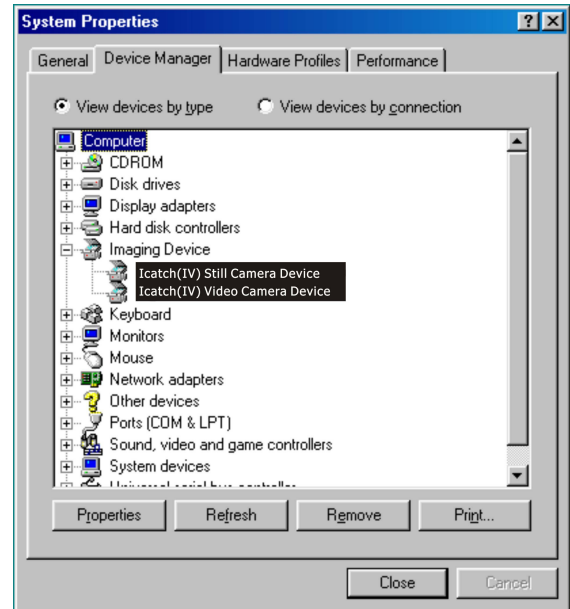 System Properties
General Device Manager Hardware Profiles Performance
View devices by type View devices by connection
Computer
CDROM
Disk drives
Display adapters
Hard disk controllers
Imaging Device
Icatch(IV) Still Camera Device
Icatch(IV) Video Camera Device
Keyboard
Monitors
Mouse
Network adapters
Other devices
Ports (COM & LPT)
Sound, video and game controllers
System devices
Properties Refresh Remove Print...
Close Cancel